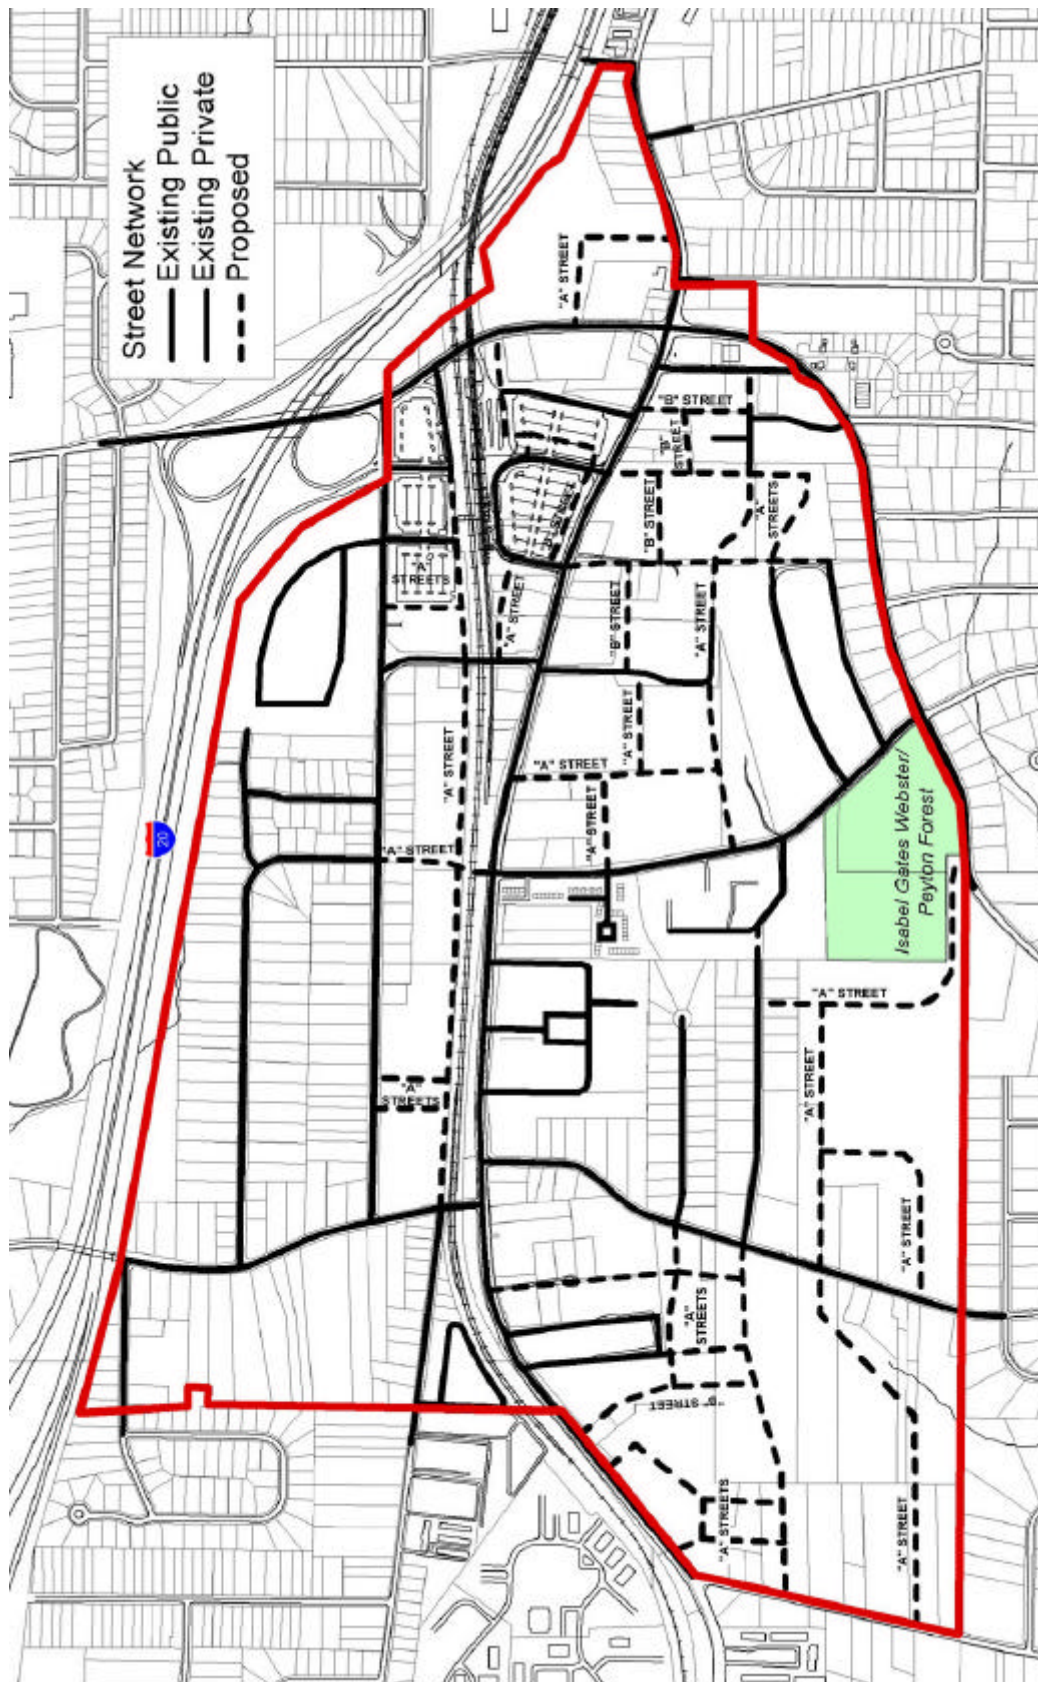 Street Network
Existing Public
Existing Private
Proposed
"A" STREET
"B" STREET
"B"
STREET
"B" STREET
"A"
STREETS
"A"
STREETS
"A" STREET
"B" STREET
"A" STREET
"A" STREET
"A" STREET
"A" STREET
"A" STREET
"A" STREET
20
Isabel Gates Webster/
Peyton Forest
"A" STREET
"A" STREET
"A"
STREETS
"A" STREET
"A"
STREETS
"B" STREET
"A" STREETS
"A" STREET